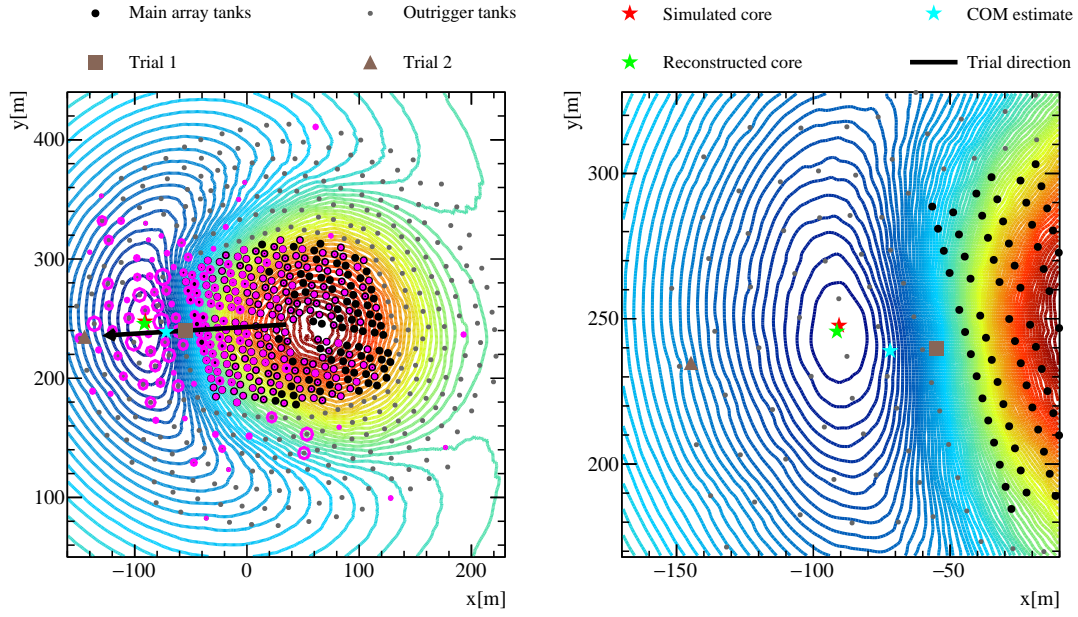 Main array tanks
Outrigger tanks
Trial 1
Trial 2
Simulated core
COM estimate
Reconstructed core
Trial direction
y[m]
400
300
200
100
−100
0
100
200
x[m]
y[m]
300
250
200
−150
−100
−50
x[m]